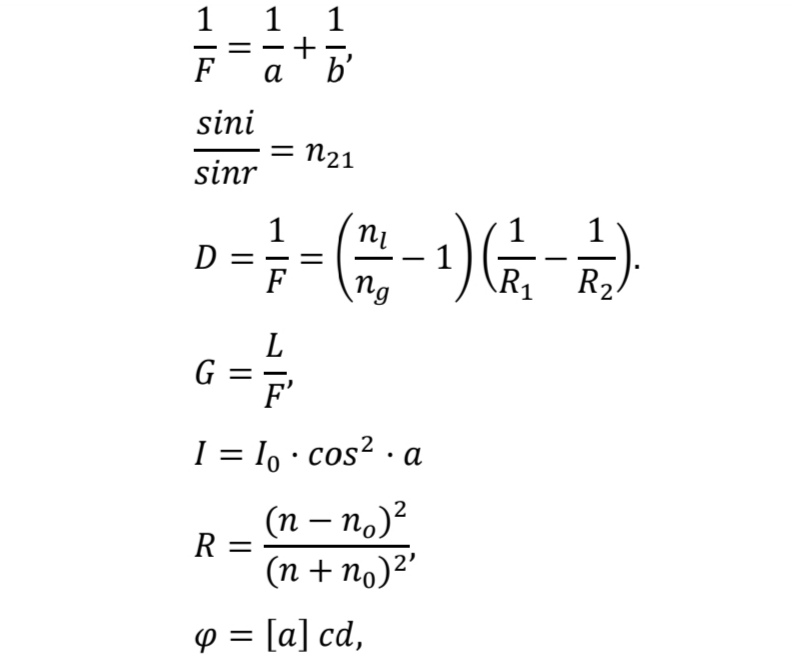 1/F = 1/a + 1/b,
sini/sinr = n₂₁
D = 1/F = (n_l/n_g − 1)(1/R₁ − 1/R₂).
G = L/F,
I = I₀ · cos² · a
R = (n − n_o)²/(n + n₀)²,
φ = [a] cd,